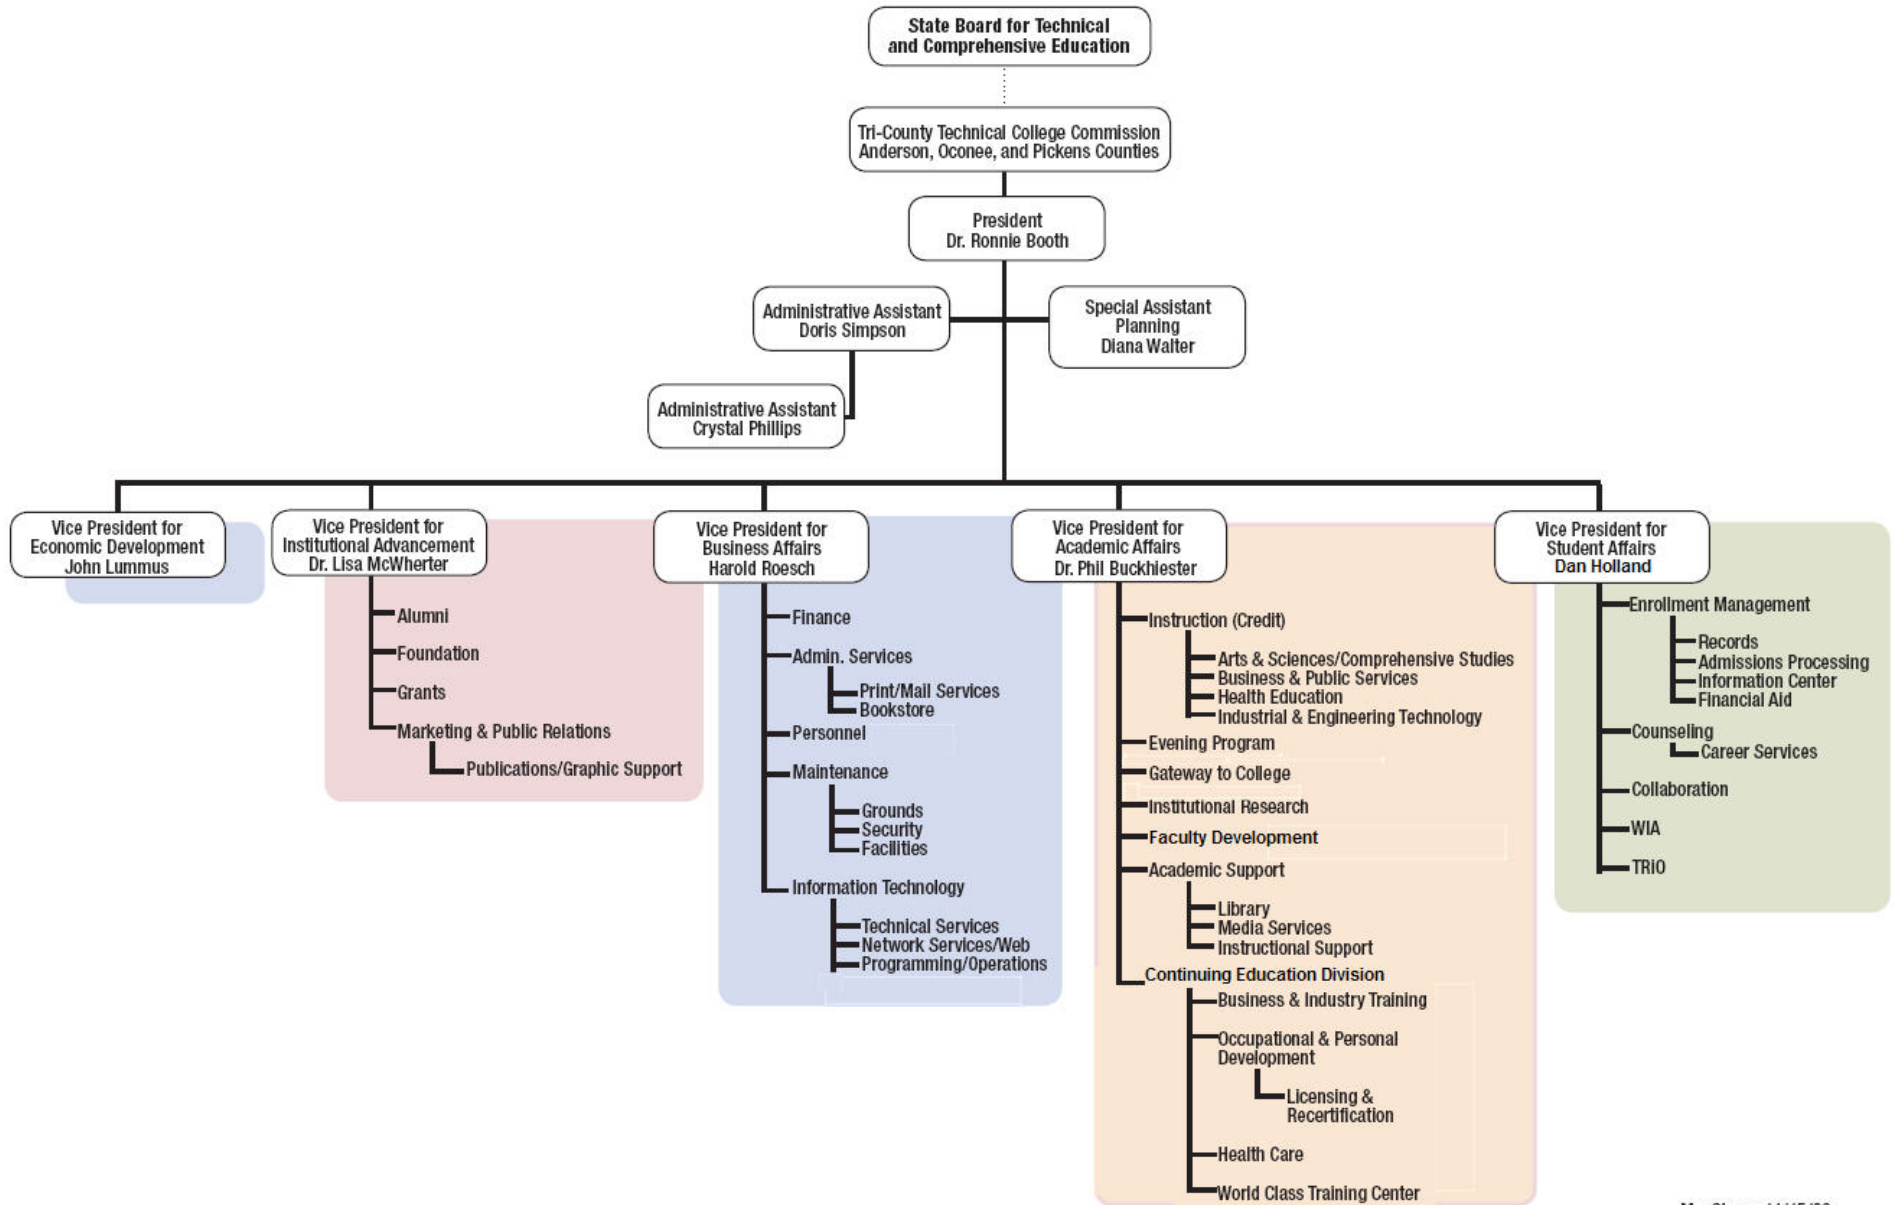 State Board for Technical
and Comprehensive Education
Tri-County Technical College Commission
Anderson, Oconee, and Pickens Counties
President
Dr. Ronnie Booth
Administrative Assistant
Doris Simpson
Special Assistant
Planning
Diana Walter
Administrative Assistant
Crystal Phillips
Vice President for
Economic Development
John Lummus
Vice President for
Institutional Advancement
Dr. Lisa McWherter
Alumni
Foundation
Grants
Marketing & Public Relations
Publications/Graphic Support
Vice President for
Business Affairs
Harold Roesch
Finance
Admin. Services
Print/Mail Services
Bookstore
Personnel
Maintenance
Grounds
Security
Facilities
Information Technology
Technical Services
Network Services/Web
Programming/Operations
Vice President for
Academic Affairs
Dr. Phil Buckhiester
Instruction (Credit)
Arts & Sciences/Comprehensive Studies
Business & Public Services
Health Education
Industrial & Engineering Technology
Evening Program
Gateway to College
Institutional Research
Faculty Development
Academic Support
Library
Media Services
Instructional Support
Continuing Education Division
Business & Industry Training
Occupational & Personal
Development
Licensing &
Recertification
Health Care
World Class Training Center
Vice President for
Student Affairs
Dan Holland
Enrollment Management
Records
Admissions Processing
Information Center
Financial Aid
Counseling
Career Services
Collaboration
WIA
TRiO